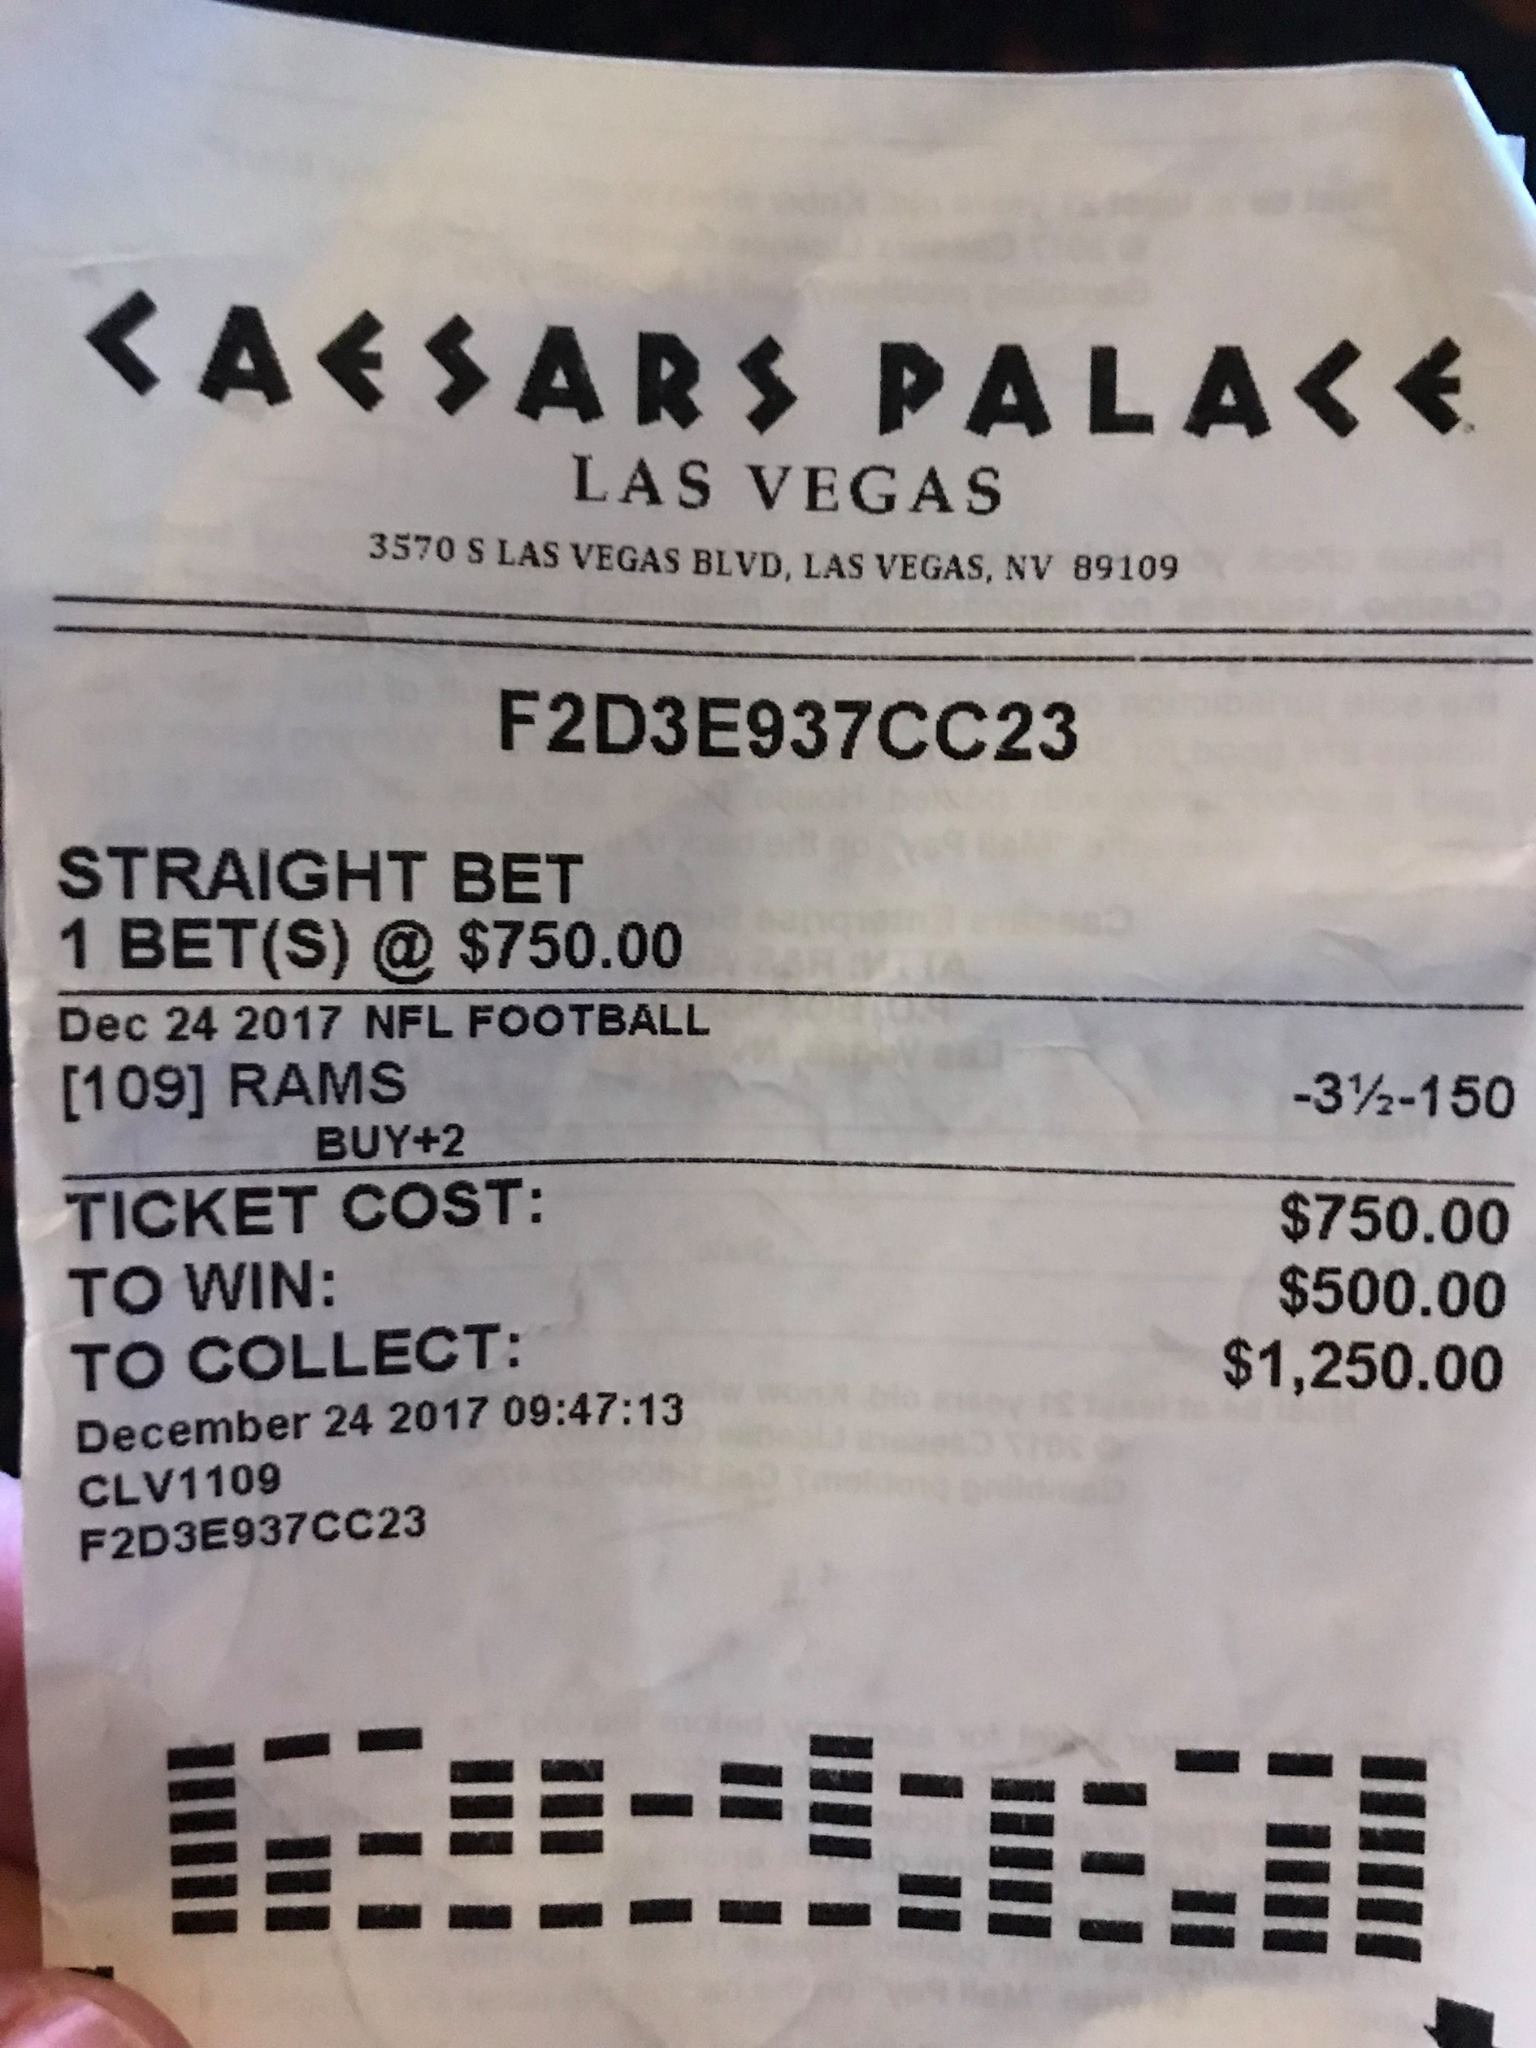 CAESARS PALACE
LAS VEGAS
3570 S LAS VEGAS BLVD, LAS VEGAS, NV 89109
F2D3E937CC23
STRAIGHT BET
1 BET(S) @ $750.00
Dec 24 2017 NFL FOOTBALL
[109] RAMS -3½-150
BUY+2
TICKET COST: $750.00
TO WIN: $500.00
TO COLLECT: $1,250.00
December 24 2017 09:47:13
CLV1109
F2D3E937CC23